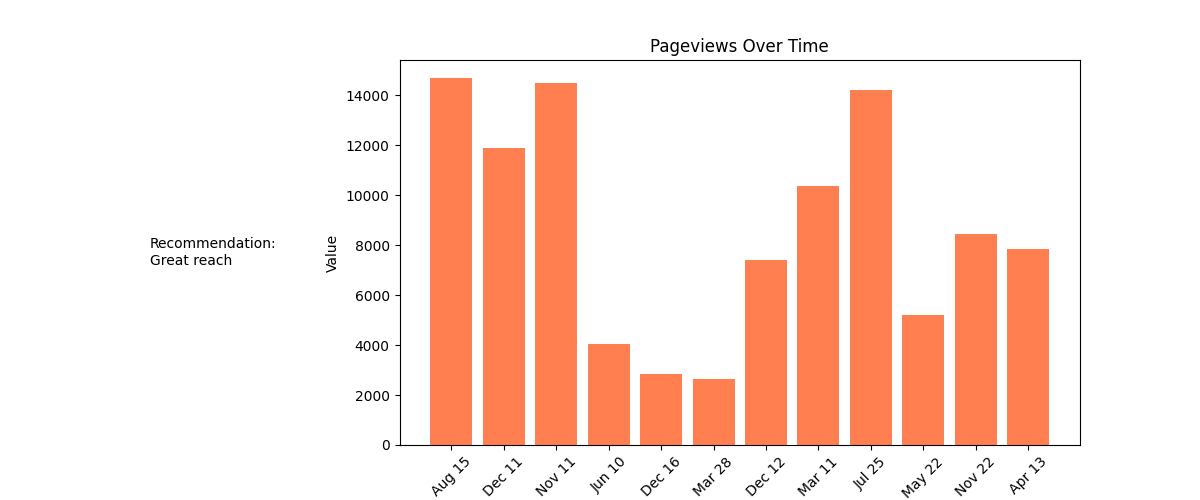 Pageviews Over Time
Recommendation:
Great reach
Value
14000
12000
10000
8000
6000
4000
2000
0
Aug 15
Dec 11
Nov 11
Jun 10
Dec 16
Mar 28
Dec 12
Mar 11
Jul 25
May 22
Nov 22
Apr 13